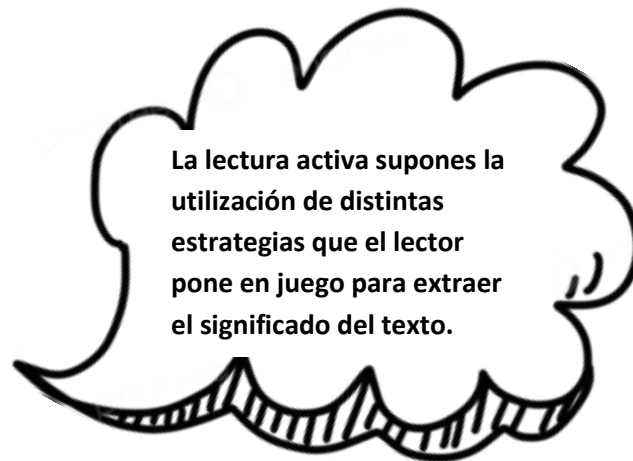 La lectura activa supones la
utilización de distintas
estrategias que el lector
pone en juego para extraer
el significado del texto.